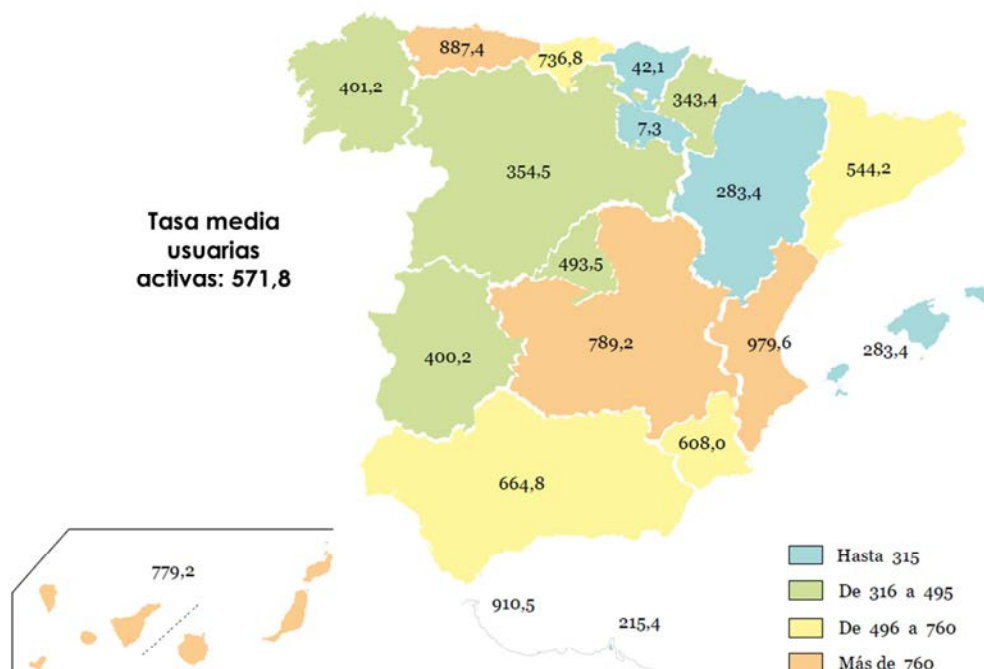 887,4
736,8
42,1
401,2
343,4
7,3
354,5
283,4
544,2
Tasa media
usuarias
activas: 571,8
493,5
789,2
979,6
283,4
400,2
608,0
664,8
779,2
910,5
215,4
Hasta 315
De 316 a 495
De 496 a 760
Más de 760